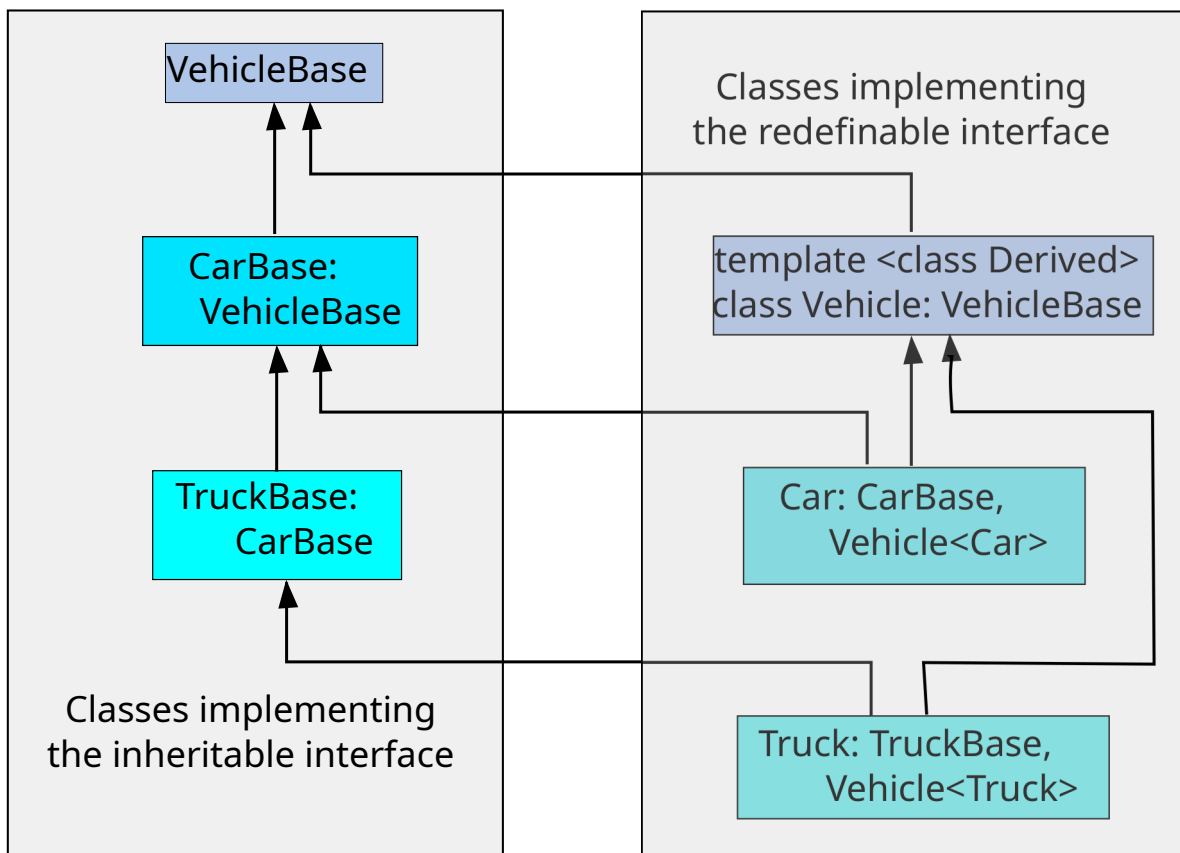 VehicleBase
CarBase:
VehicleBase
TruckBase:
CarBase
Classes implementing
the inheritable interface
Classes implementing
the redefinable interface
template <class Derived>
class Vehicle: VehicleBase
Car: CarBase,
Vehicle<Car>
Truck: TruckBase,
Vehicle<Truck>